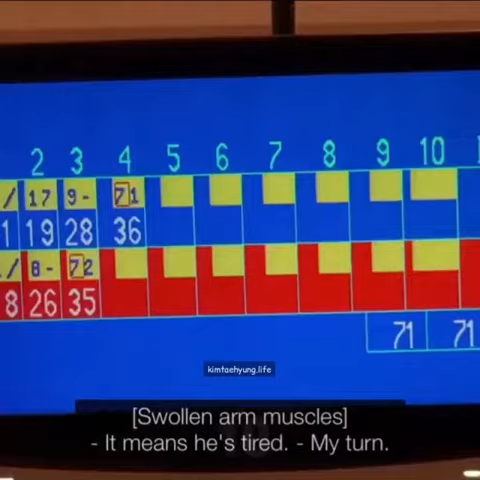 2 3 4 5 6 7 8 9 10
/ 17 9- 71
1 19 28 36
/ 8- 72
8 26 35
71 71
kimtaehyung.life
[Swollen arm muscles]
- It means he's tired. - My turn.